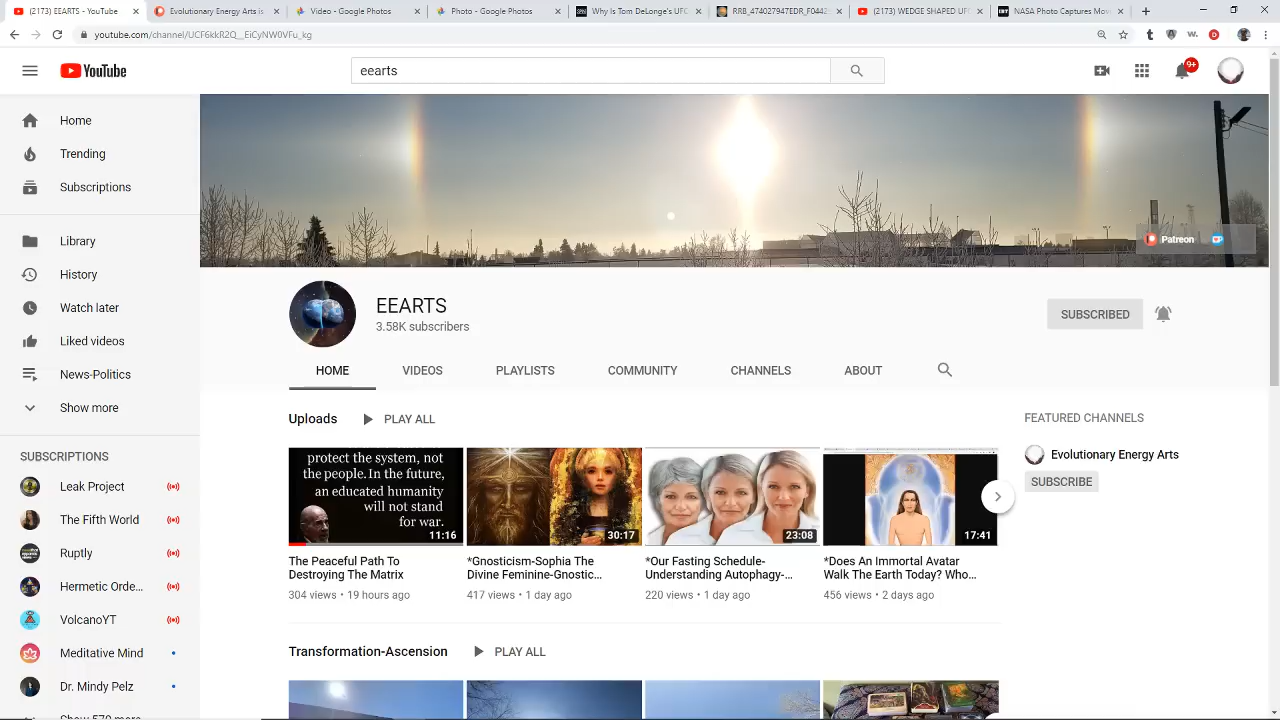 (2173) EEARTS - YouTube
Evolutionary Energy Arts is
Video - Google Photos
Photo - Google Photos
Why Is Tom DeLonge's UFO
RRB_474027947EDR_F0442
(2173) WEDGE SHAPED UFO
NASA Photo Captures Movi
youtube.com/channel/UCF6kkR2Q__EiCyNW0VFu_kg
YouTube
eearts
9+
Home
Trending
Subscriptions
Library
History
Watch later
Liked videos
News-Politics
Show more
SUBSCRIPTIONS
Leak Project
The Fifth World
Ruptly
Hermetic Orde...
VolcanoYT
Meditative Mind
Dr. Mindy Pelz
Show 570 more
Patreon
EEARTS
3.58K subscribers
SUBSCRIBED
HOME VIDEOS PLAYLISTS COMMUNITY CHANNELS ABOUT
Uploads PLAY ALL
protect the system, not
the people. In the future,
an educated humanity
will not stand
for war.
11:16
The Peaceful Path To
Destroying The Matrix
304 views • 19 hours ago
30:17
*Gnosticism-Sophia The
Divine Feminine-Gnostic...
417 views • 1 day ago
23:08
*Our Fasting Schedule-
Understanding Autophagy-...
220 views • 1 day ago
17:41
*Does An Immortal Avatar
Walk The Earth Today? Who...
456 views • 2 days ago
FEATURED CHANNELS
Evolutionary Energy Arts
SUBSCRIBE
Transformation-Ascension PLAY ALL